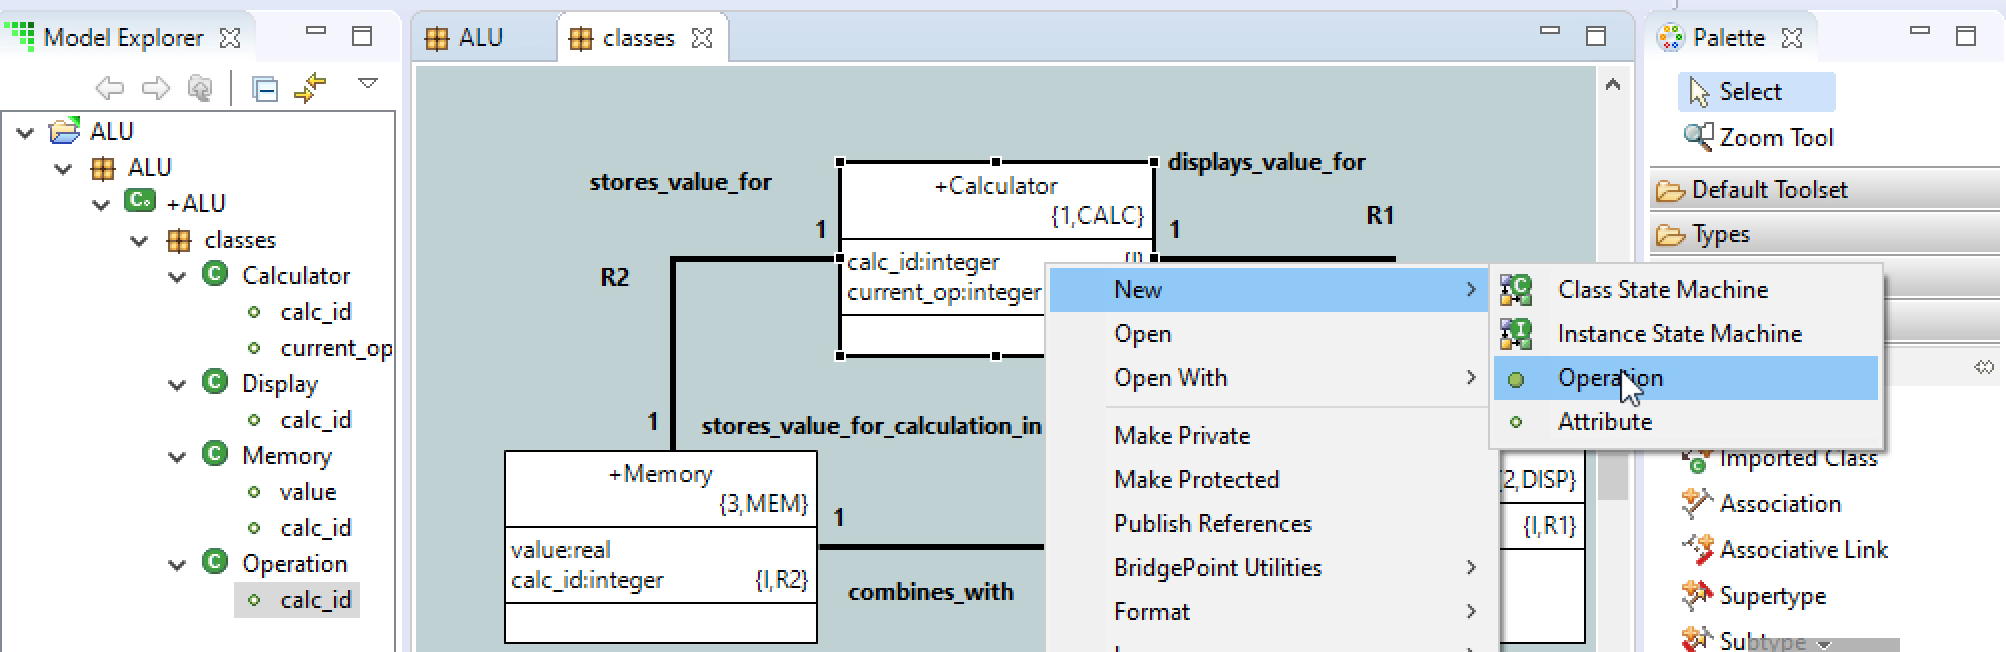 Model Explorer
ALU
ALU
+ALU
classes
Calculator
calc_id
current_op
Display
calc_id
Memory
value
calc_id
Operation
calc_id
ALU
classes
stores_value_for
displays_value_for
+Calculator
{1,CALC}
1
1
R1
calc_id:integer
{I}
current_op:integer
R2
1
stores_value_for_calculation_in
+Memory
{3,MEM}
1
value:real
calc_id:integer
{I,R2}
combines_with
2,DISP}
{I,R1}
New
Open
Open With
Make Private
Make Protected
Publish References
BridgePoint Utilities
Format
Class State Machine
Instance State Machine
Operation
Attribute
Palette
Select
Zoom Tool
Default Toolset
Types
Imported Class
Association
Associative Link
Supertype
Subtype